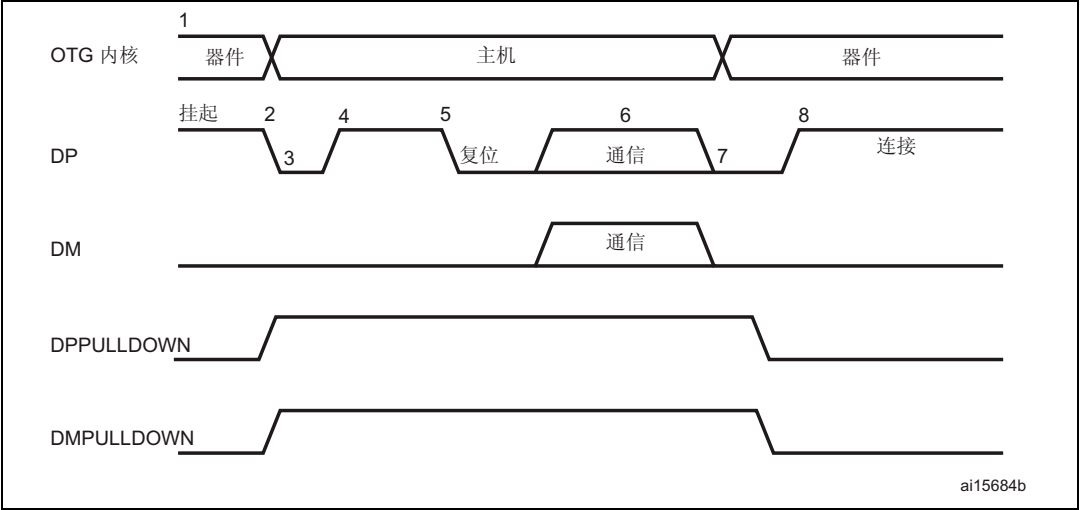 1
OTG 内核 器件 主机 器件
挂起 2 4 5 6 8
DP 3 复位 通信 7 连接
DM 通信
DPPULLDOWN
DMPULLDOWN
ai15684b